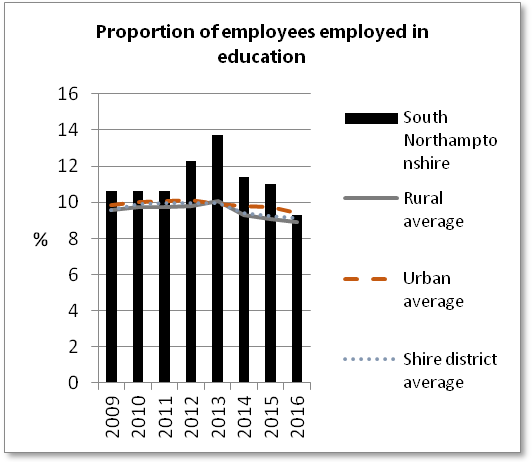 Proportion of employees employed in
education
16
14
12
10
8
6
4
2
0
%
2009
2010
2011
2012
2013
2014
2015
2016
South
Northampto
nshire
Rural
average
Urban
average
Shire district
average